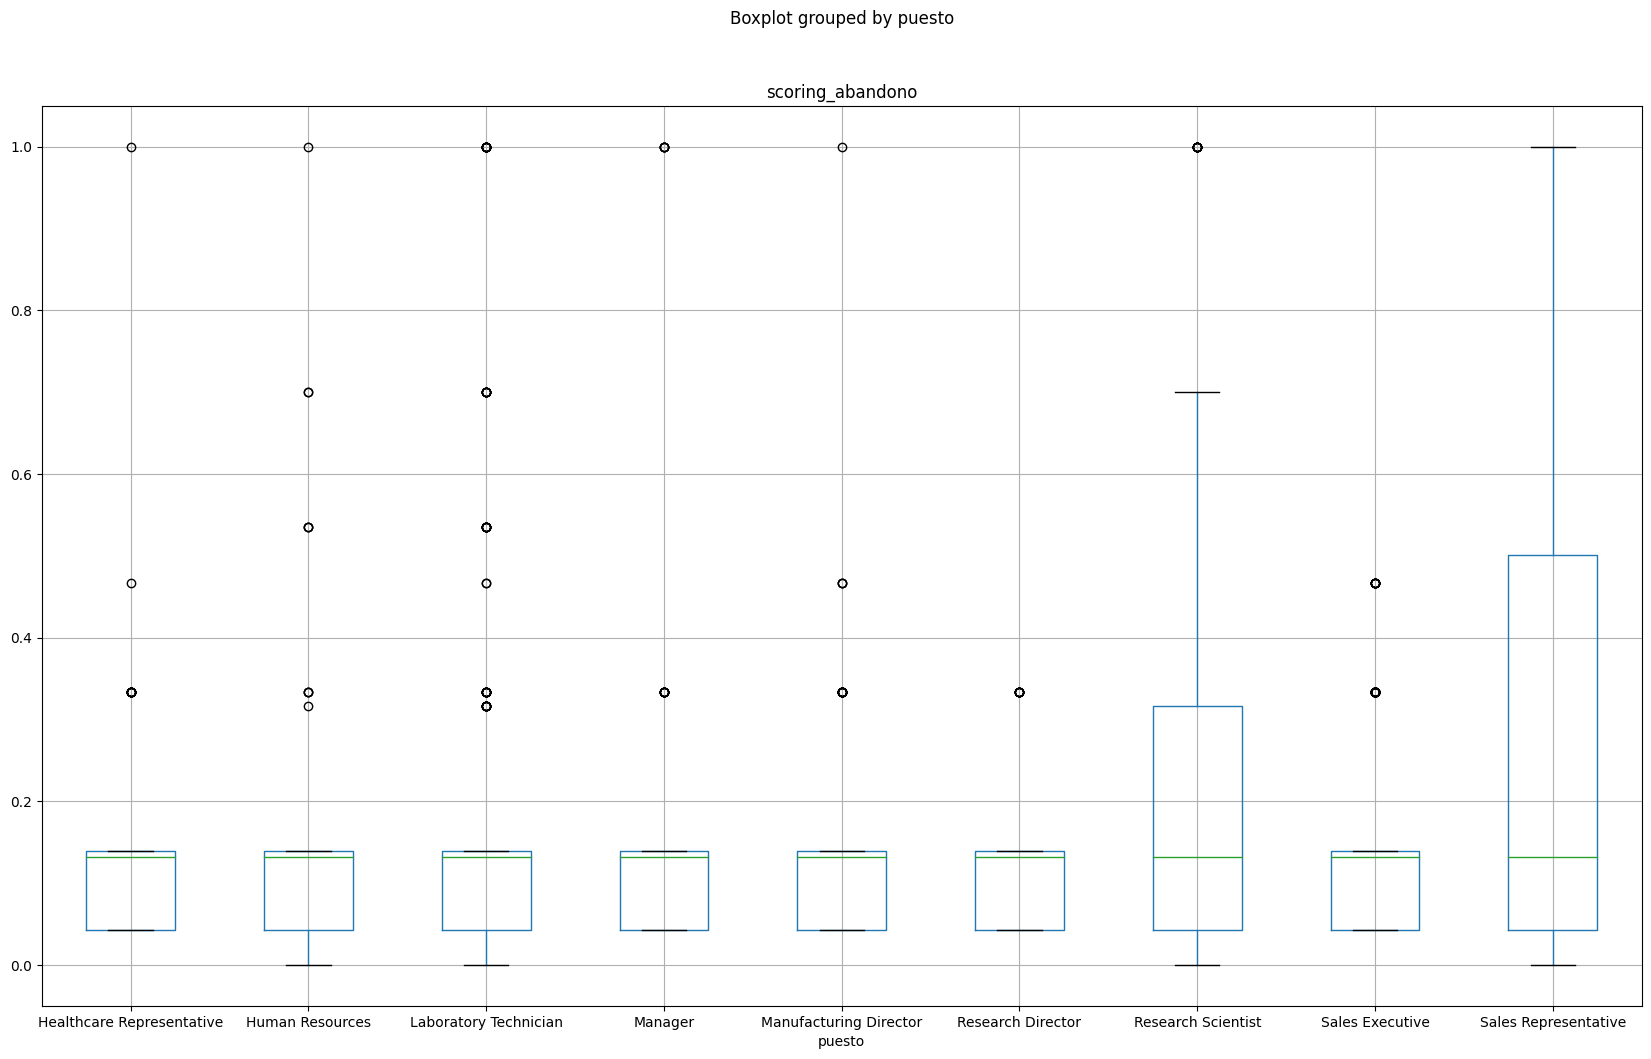 Boxplot grouped by puesto
scoring_abandono
1.0
0.8
0.6
0.4
0.2
0.0
Healthcare Representative Human Resources Laboratory Technician Manager Manufacturing Director Research Director Research Scientist Sales Executive Sales Representative
puesto